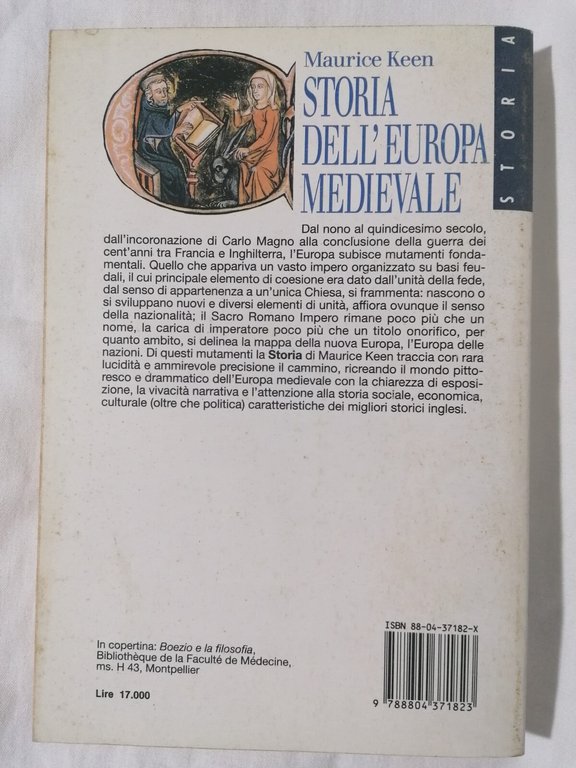 Maurice Keen
STORIA
DELL'EUROPA
MEDIEVALE
STORIA
Dal nono al quindicesimo secolo,
dall'incoronazione di Carlo Magno alla conclusione della guerra dei
cent'anni tra Francia e Inghilterra, l'Europa subisce mutamenti fonda-
mentali. Quello che appariva un vasto impero organizzato su basi feu-
dali, il cui principale elemento di coesione era dato dall'unità della fede,
dal senso di appartenenza a un'unica Chiesa, si frammenta: nascono o
si sviluppano nuovi e diversi elementi di unità, affiora ovunque il senso
della nazionalità; il Sacro Romano Impero rimane poco più che un
nome, la carica di imperatore poco più che un titolo onorifico, per
quanto ambito, si delinea la mappa della nuova Europa, l'Europa delle
nazioni. Di questi mutamenti la Storia di Maurice Keen traccia con rara
lucidità e ammirevole precisione il cammino, ricreando il mondo pitto-
resco e drammatico dell'Europa medievale con la chiarezza di esposi-
zione, la vivacità narrativa e l'attenzione alla storia sociale, economica,
culturale (oltre che politica) caratteristiche dei migliori storici inglesi.
In copertina: Boezio e la filosofia,
Bibliothèque de la Faculté de Médecine,
ms. H 43, Montpellier
Lire 17.000
ISBN 88-04-37182-X
9 788804 371823